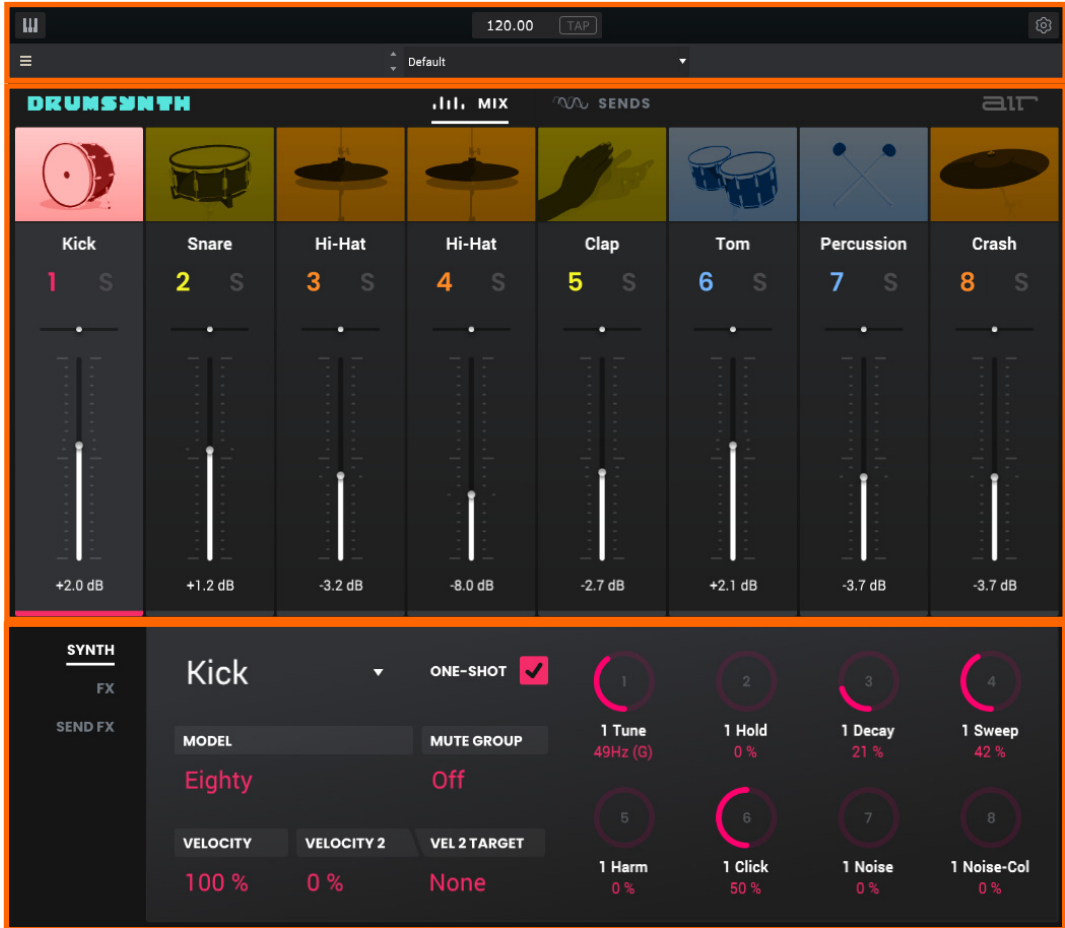 120.00 TAP
Default
DRUMSYNTH MIX SENDS air
Kick Snare Hi-Hat Hi-Hat Clap Tom Percussion Crash
1 S 2 S 3 S 4 S 5 S 6 S 7 S 8 S
+2.0 dB +1.2 dB -3.2 dB -8.0 dB -2.7 dB +2.1 dB -3.7 dB -3.7 dB
SYNTH
FX
SEND FX
Kick ONE-SHOT
MODEL MUTE GROUP
Eighty Off
VELOCITY VELOCITY 2 VEL 2 TARGET
100 % 0 % None
1 2 3 4
1 Tune 1 Hold 1 Decay 1 Sweep
49Hz (G) 0 % 21 % 42 %
5 6 7 8
1 Harm 1 Click 1 Noise 1 Noise-Col
0 % 50 % 0 % 0 %